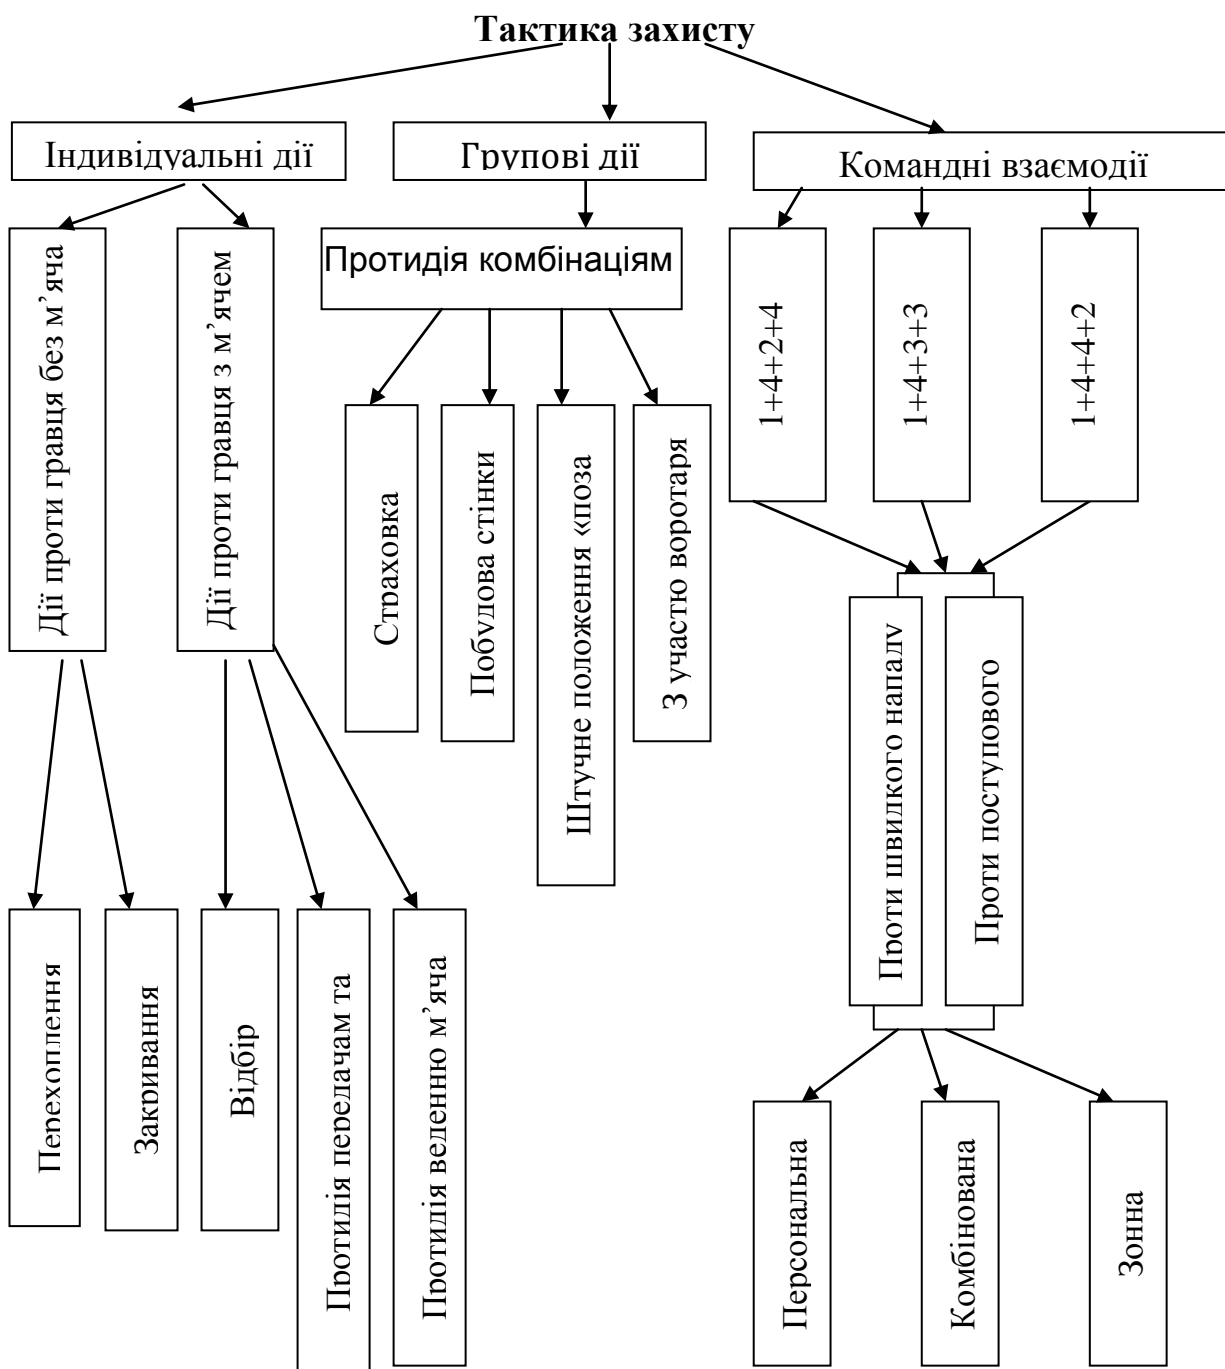 Тактика захисту
Індивідуальні дії
Групові дії
Командні взаємодії
Дії проти гравця без м’яча
Дії проти гравця з м’ячем
Протидія комбінаціям
1+4+2+4
1+4+3+3
1+4+4+2
Страховка
Побудова стінки
Штучне положення «поза
З участю воротаря
Проти швидкого нападу
Проти поступового
Перехоплення
Закривання
Відбір
Протидія передачам та
Протидія веденню м’яча
Персональна
Комбінована
Зонна